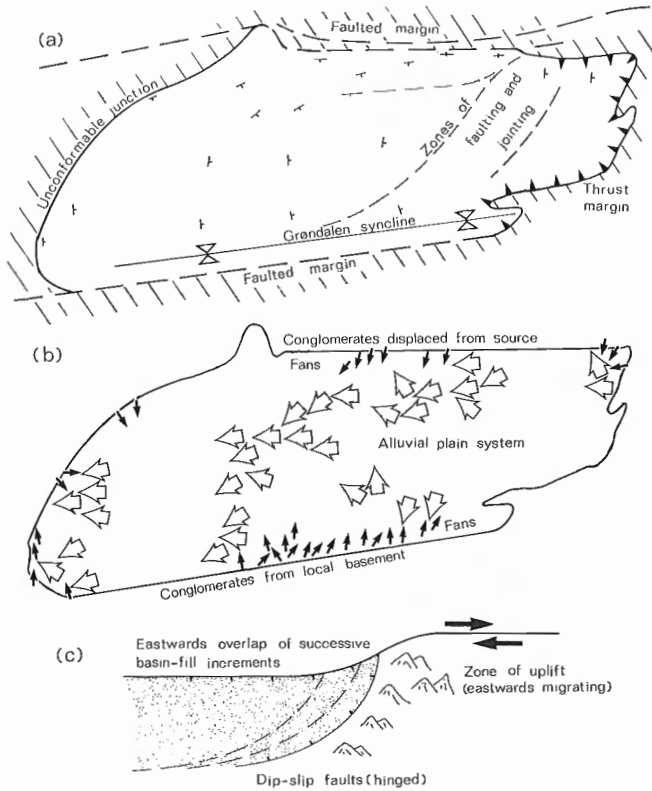 (a)
Faulted margin
Unconformable junction
Zones of
faulting and
jointing
Thrust
margin
Grøndalen syncline
Faulted margin
(b)
Conglomerates displaced from source
Fans
Alluvial plain system
Fans
Conglomerates from local basement
(c)
Eastwards overlap of successive
basin-fill increments
Zone of uplift
(eastwards migrating)
Dip-slip faults (hinged)